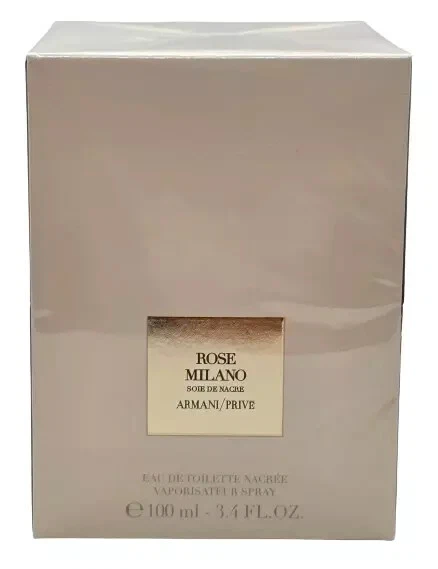 ROSE
MILANO
SOIE DE NACRE
ARMANI/PRIVE
EAU DE TOILETTE NACRÉE
VAPORISATEUR SPRAY
℮ 100 ml - 3.4 FL.OZ.